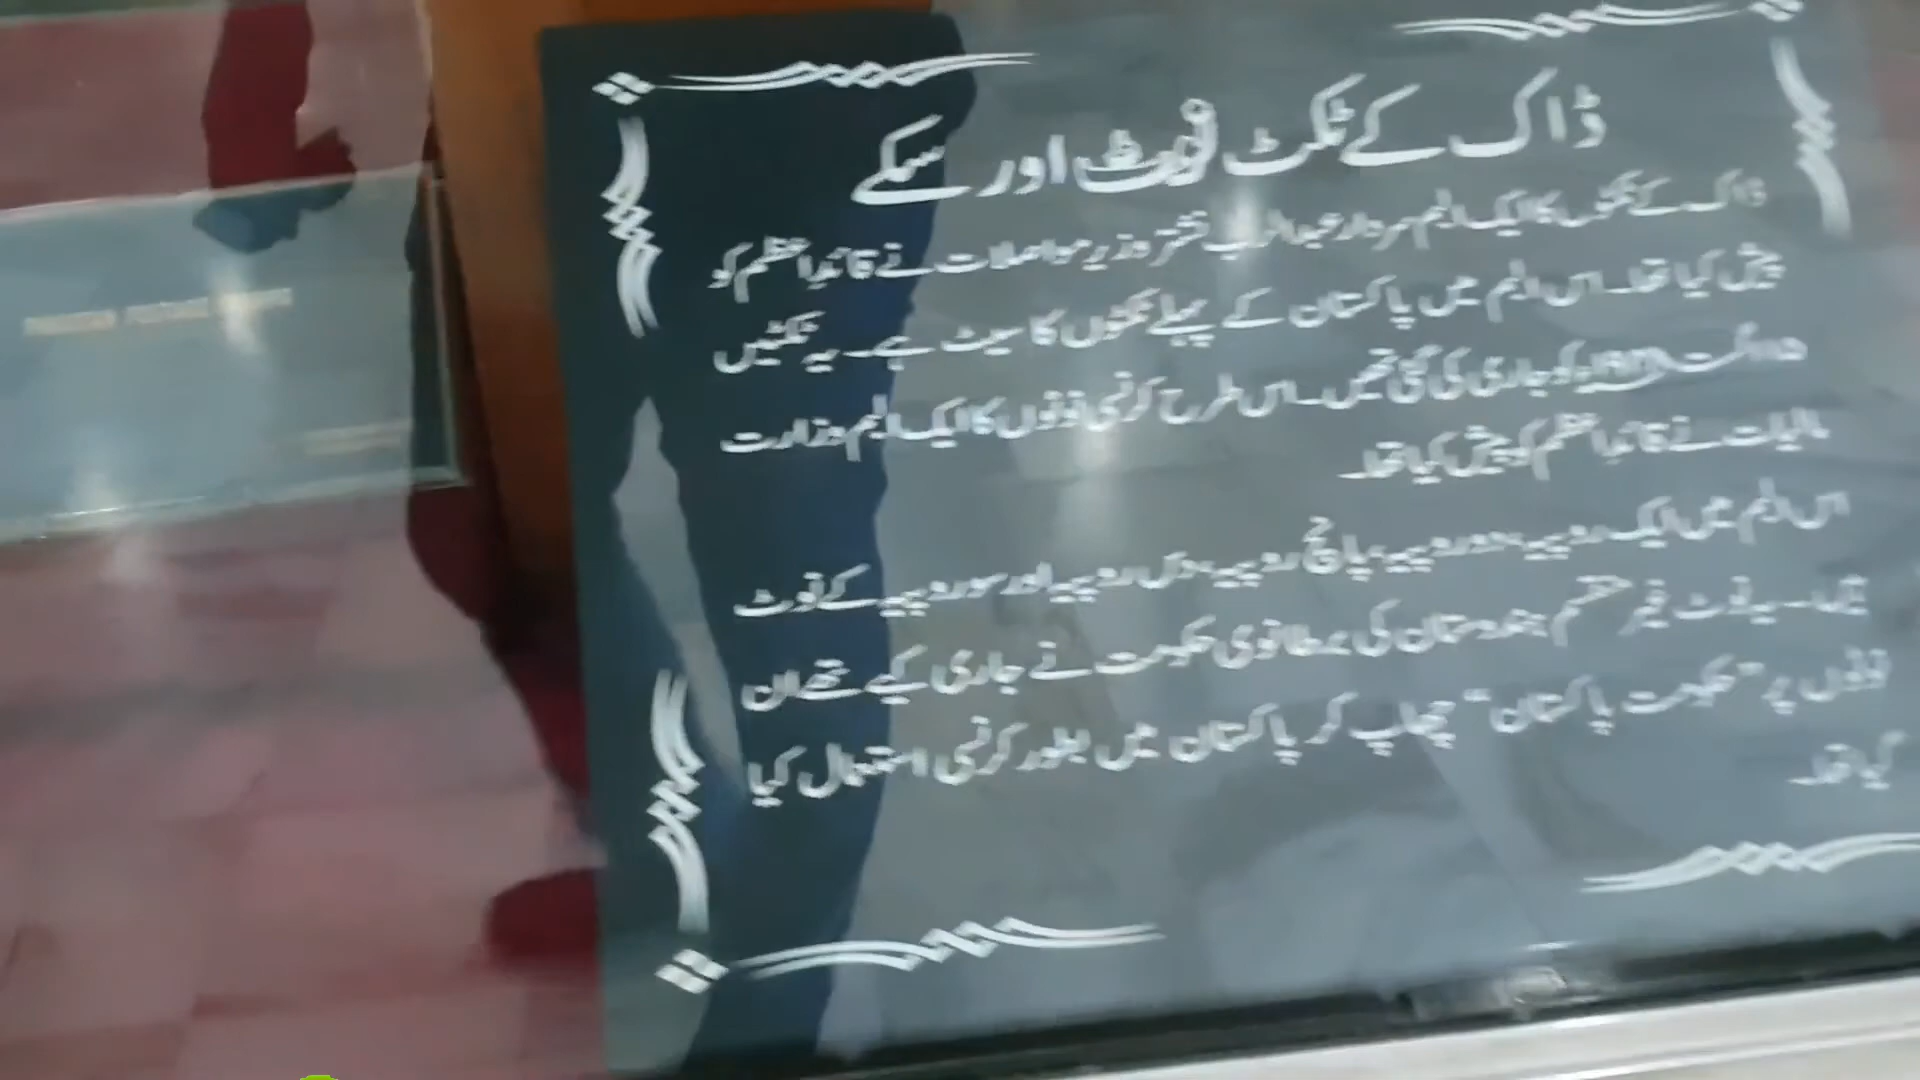 ڈاک کے ٹکٹ نوٹ اور سکے
ڈاک کے ٹکٹوں کا ایک البم سردار عبدالرب نشتر وزیر مواصلات نے قائداعظم کو
پیش کیا تھا۔ اس البم میں پاکستان کے پہلے ٹکٹوں کا سیٹ ہے۔ یہ ٹکٹیں
کو جاری کی گئی تھیں۔ اس طرح کرنسی نوٹوں کا ایک البم وزارت
مالیات نے قائداعظم کو پیش کیا تھا۔
اس البم میں ایک روپیہ، دو روپیہ، پانچ روپیہ، دس روپیہ اور سو روپیہ کے نوٹ
ہیں۔ یہ نوٹ غیر منقسم ہندوستان کی برطانوی حکومت نے جاری کیے تھے ان
نوٹوں پر "حکومت پاکستان" چھاپ کر پاکستان میں بطور کرنسی استعمال کیا
گیا تھا۔